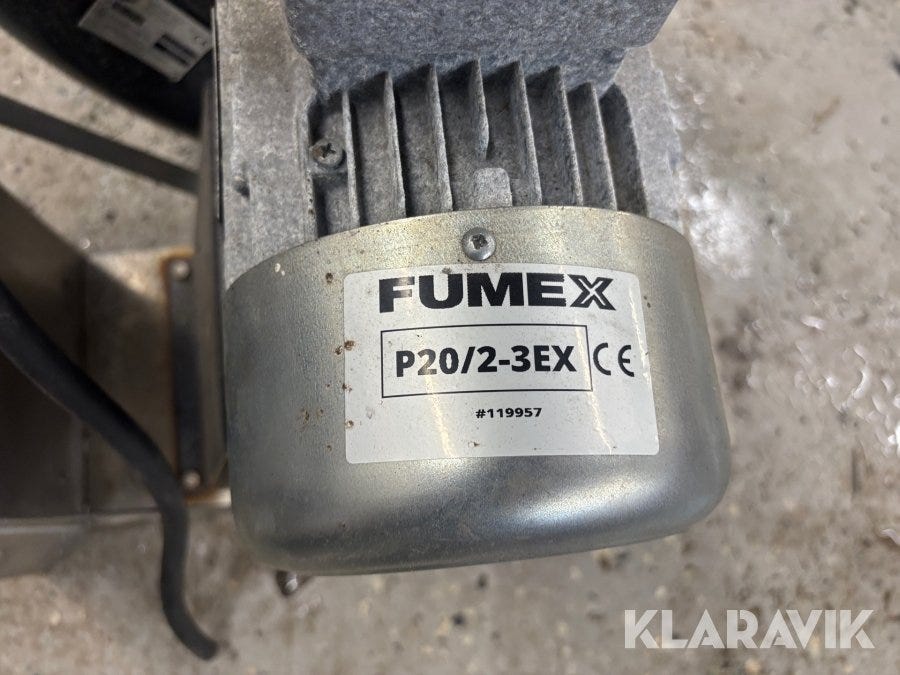 FUMEX
P20/2-3EX CE
#119957
KLARAVIK